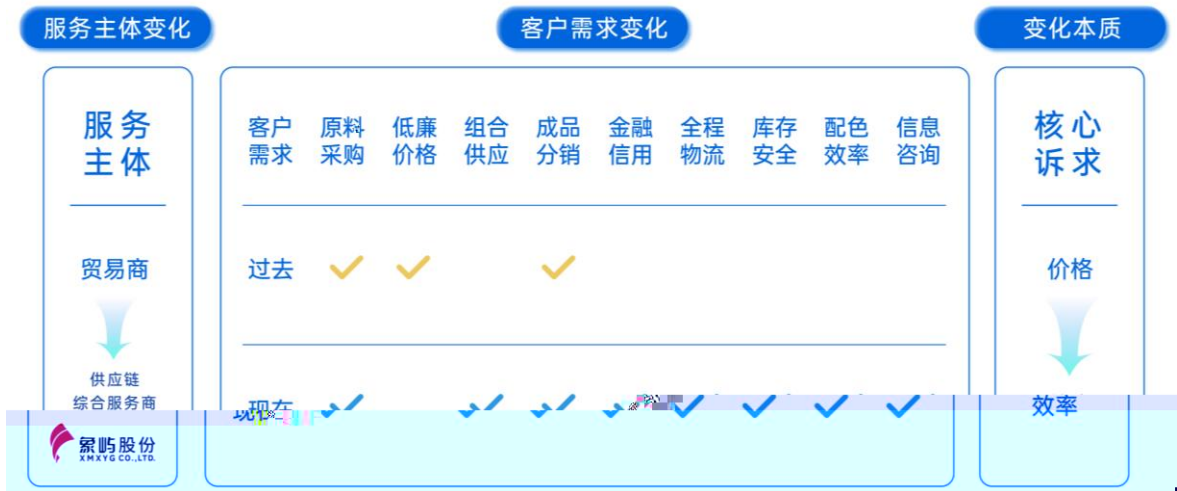 服务主体变化
客户需求变化
变化本质
服务
主体
客户
需求
原料
采购
低廉
价格
组合
供应
成品
分销
金融
信用
全程
物流
库存
安全
配色
效率
信息
咨询
核心
诉求
贸易商
过去
价格
供应链
综合服务商
现在
效率
象屿股份
XMXYG CO.,LTD.